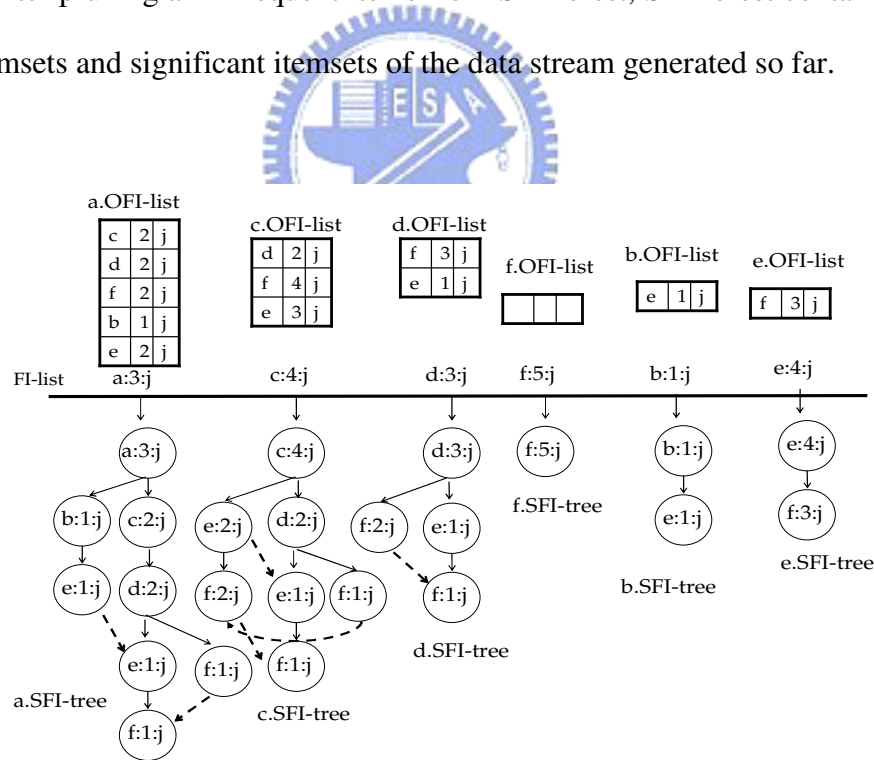 msets and significant itemsets of the data stream generated so far.
E S A
a.OFI-list
c 2 j
d 2 j
f 2 j
b 1 j
e 2 j
c.OFI-list
d 2 j
f 4 j
e 3 j
d.OFI-list
f 3 j
e 1 j
f.OFI-list
b.OFI-list
e 1 j
e.OFI-list
f 3 j
FI-list a:3:j c:4:j d:3:j f:5:j b:1:j e:4:j
a:3:j c:4:j d:3:j f:5:j b:1:j e:4:j
b:1:j c:2:j e:2:j d:2:j f:2:j e:1:j f.SFI-tree e:1:j f:3:j
e:1:j d:2:j f:2:j e:1:j f:1:j f:1:j b.SFI-tree e.SFI-tree
e:1:j f:1:j f:1:j d.SFI-tree
a.SFI-tree c.SFI-tree
f:1:j